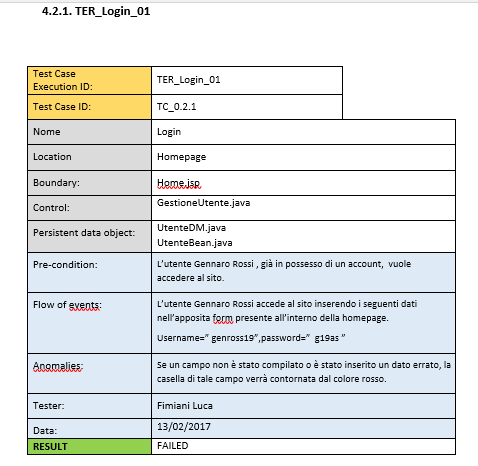 4.2.1. TER_Login_01
Test Case
Execution ID:
TER_Login_01
Test Case ID:
TC_0.2.1
Nome
Login
Location
Homepage
Boundary:
Home.jsp
Control:
GestioneUtente.java
Persistent data object:
UtenteDM.java
UtenteBean.java
Pre-condition:
L'utente Gennaro Rossi , già in possesso di un account, vuole
accedere al sito.
Flow of events:
L'utente Gennaro Rossi accede al sito inserendo i seguenti dati
nell'apposita form presente all'interno della homepage.
Username=" genross19",password=" g19as "
Anomalies:
Se un campo non è stato compilato o è stato inserito un dato errato, la
casella di tale campo verrà contornata dal colore rosso.
Tester:
Fimiani Luca
Data:
13/02/2017
RESULT
FAILED